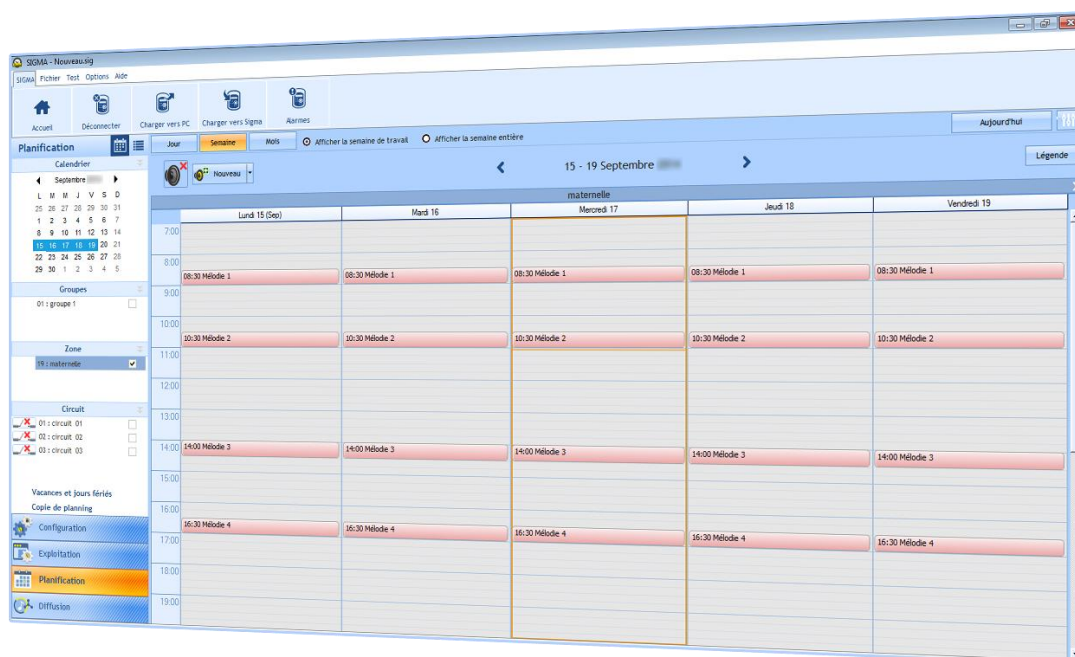 SIGMA - Nouveau.sig
SIGMA Fichier Test Options Aide
Accueil Déconnecter Charger vers PC Charger vers Sigma Alarmes
Planification
Jour Semaine Mois Afficher la semaine de travail Afficher la semaine entière
Aujourd'hui
Nouveau
15 - 19 Septembre
Légende
Calendrier
Septembre
L M M J V S D
25 26 27 28 29 30 31
1 2 3 4 5 6 7
8 9 10 11 12 13 14
15 16 17 18 19 20 21
22 23 24 25 26 27 28
29 30 1 2 3 4 5
Groupes
01 : groupe 1
Zone
19 : maternelle
Circuit
01 : circuit 01
02 : circuit 02
03 : circuit 03
Vacances et jours fériés
Copie de planning
Configuration
Exploitation
Planification
Diffusion
maternelle
Lundi 15 (Sep) Mardi 16 Mercredi 17 Jeudi 18 Vendredi 19
7:00
8:00
08:30 Mélodie 1 08:30 Mélodie 1 08:30 Mélodie 1 08:30 Mélodie 1 08:30 Mélodie 1
9:00
10:00
10:30 Mélodie 2 10:30 Mélodie 2 10:30 Mélodie 2 10:30 Mélodie 2 10:30 Mélodie 2
11:00
12:00
13:00
14:00 14:00 Mélodie 3 14:00 Mélodie 3 14:00 Mélodie 3 14:00 Mélodie 3 14:00 Mélodie 3
15:00
16:00
16:30 Mélodie 4 16:30 Mélodie 4 16:30 Mélodie 4 16:30 Mélodie 4 16:30 Mélodie 4
17:00
18:00
19:00